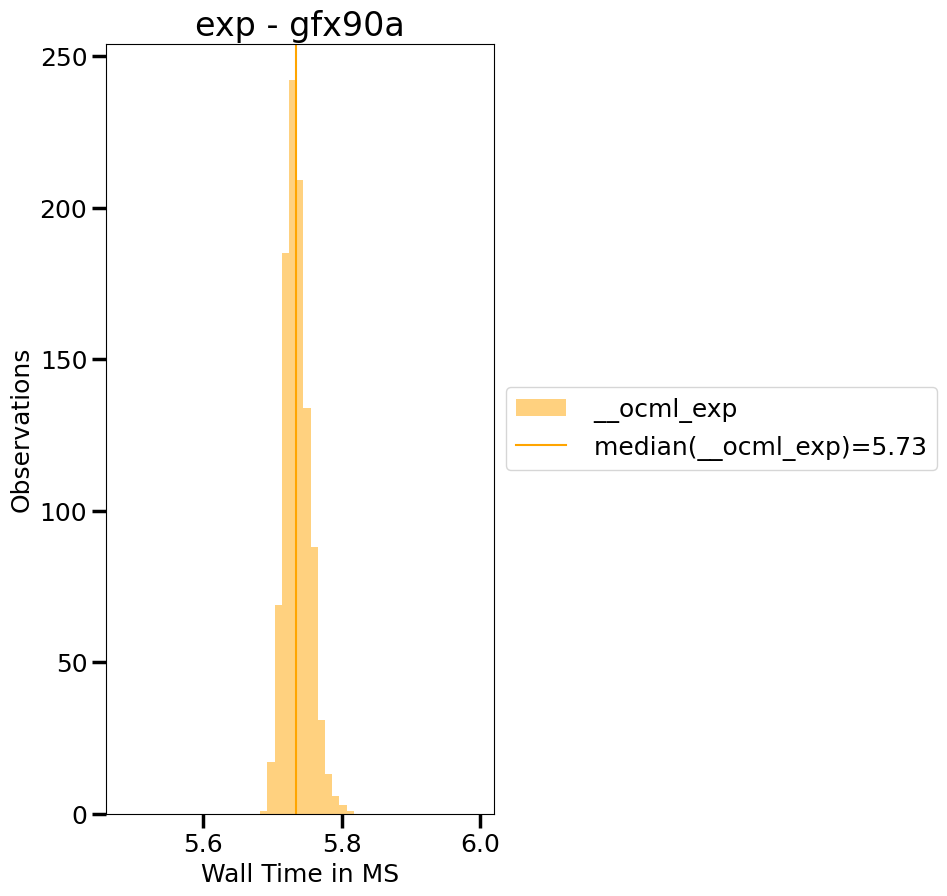 exp - gfx90a
250
200
150
100
50
0
Observations
5.6 5.8 6.0
Wall Time in MS
__ocml_exp
median(__ocml_exp)=5.73